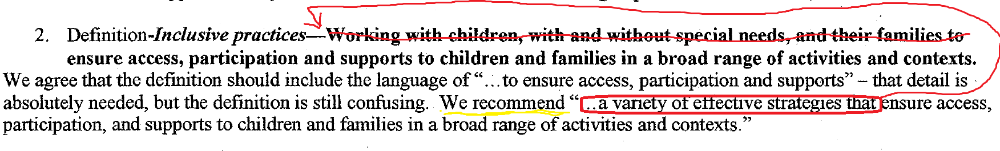 2. Definition-Inclusive practices—Working with children, with and without special needs, and their families to
ensure access, participation and supports to children and families in a broad range of activities and contexts.
We agree that the definition should include the language of “…to ensure access, participation and supports” – that detail is
absolutely needed, but the definition is still confusing. We recommend “…a variety of effective strategies that ensure access,
participation, and supports to children and families in a broad range of activities and contexts.”